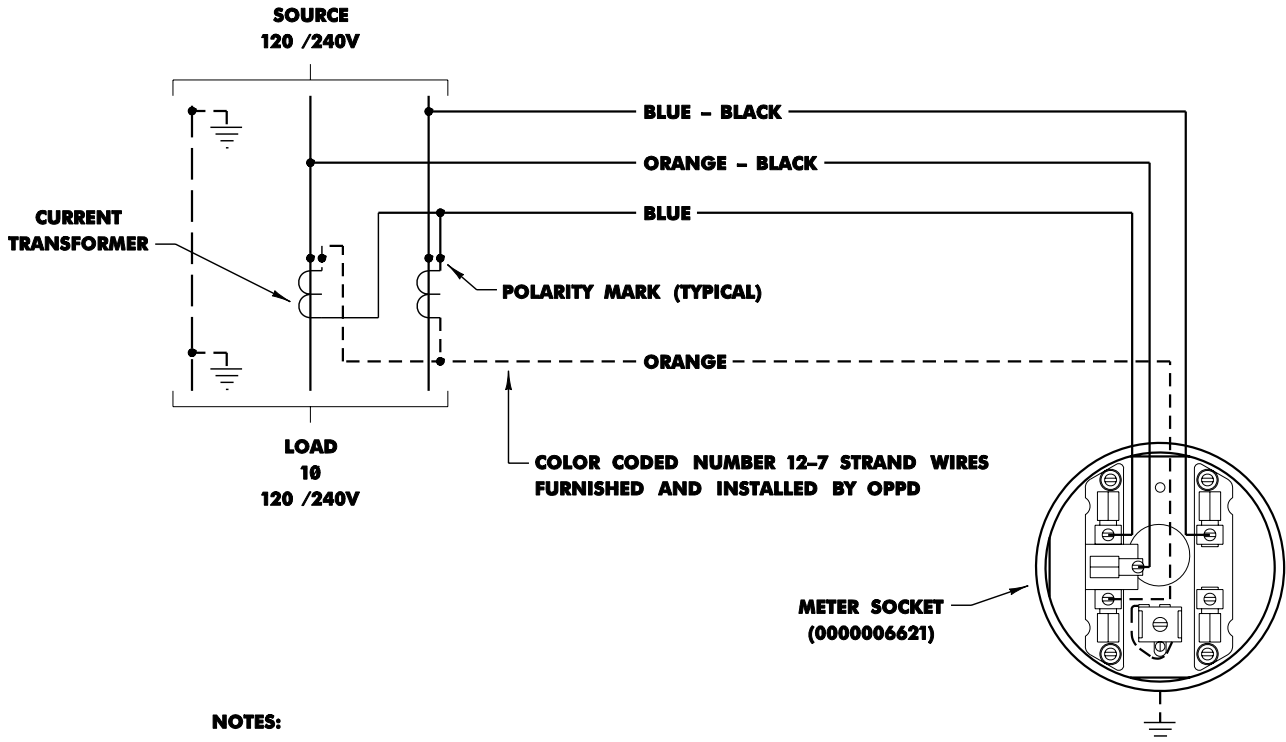 SOURCE
120 /240V
BLUE – BLACK
ORANGE – BLACK
BLUE
CURRENT
TRANSFORMER
POLARITY MARK (TYPICAL)
ORANGE
LOAD
10
120 /240V
COLOR CODED NUMBER 12–7 STRAND WIRES
FURNISHED AND INSTALLED BY OPPD
METER SOCKET
(0000006621)
NOTES: